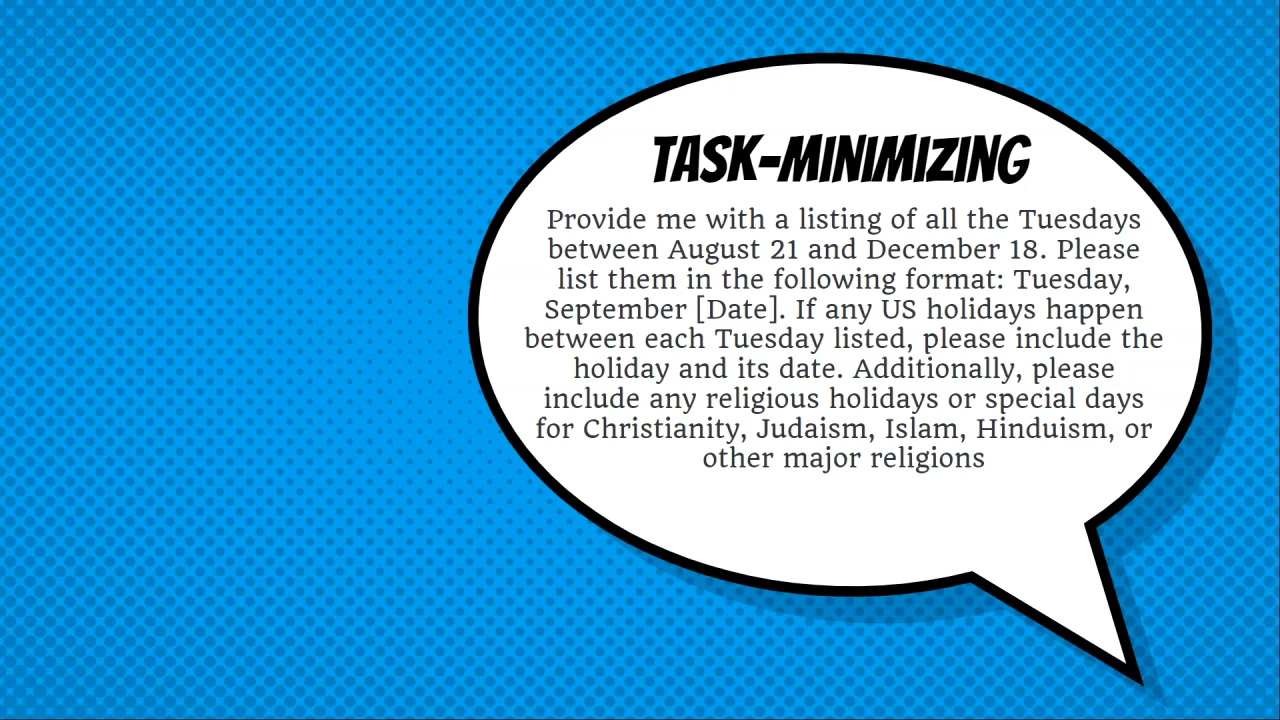 TASK-MINIMIZING
Provide me with a listing of all the Tuesdays
between August 21 and December 18. Please
list them in the following format: Tuesday,
September [Date]. If any US holidays happen
between each Tuesday listed, please include the
holiday and its date. Additionally, please
include any religious holidays or special days
for Christianity, Judaism, Islam, Hinduism, or
other major religions